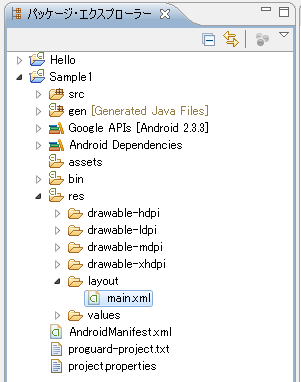 パッケージ・エクスプローラー
Hello
Sample1
src
gen [Generated Java Files]
Google APIs [Android 2.3.3]
Android Dependencies
assets
bin
res
drawable-hdpi
drawable-ldpi
drawable-mdpi
drawable-xhdpi
layout
main.xml
values
AndroidManifest.xml
proguard-project.txt
project.properties